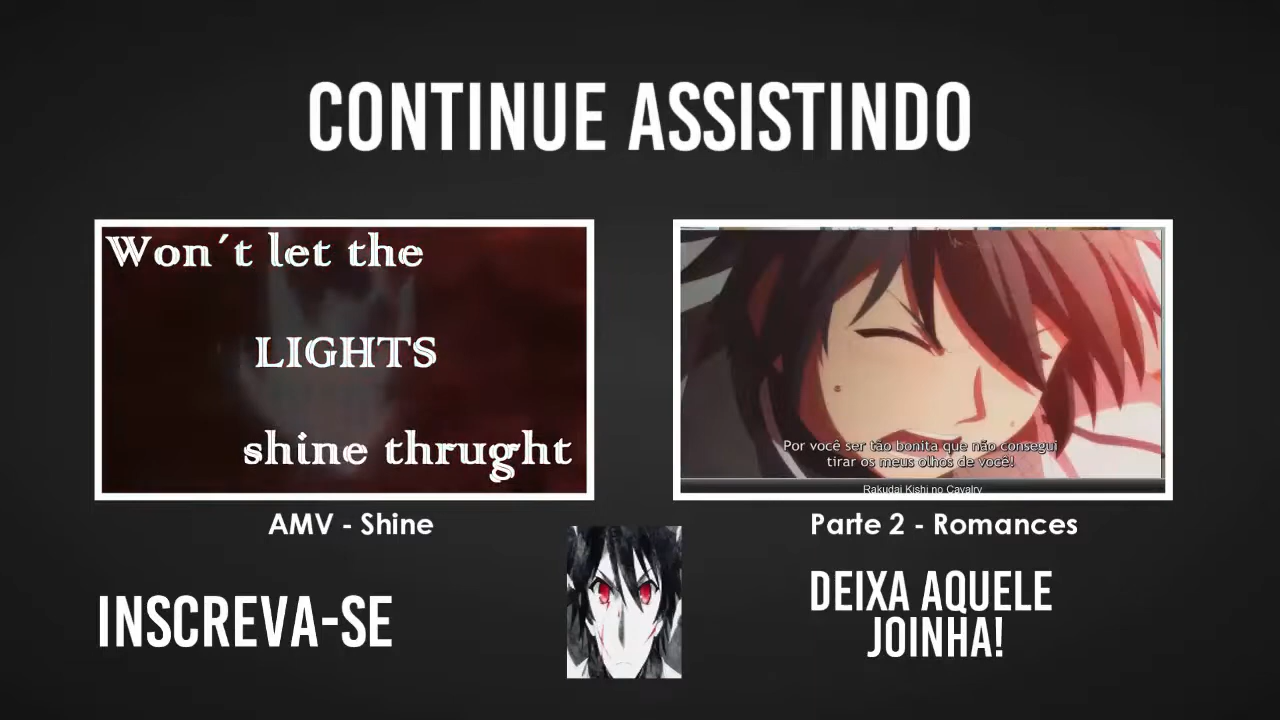 CONTINUE ASSISTINDO
Won´t let the
LIGHTS
shine thrught
Por você ser tão bonita que não consegui
tirar os meus olhos de você!
Rakudai Kishi no Cavalry
AMV - Shine
Parte 2 - Romances
INSCREVA-SE
DEIXA AQUELE
JOINHA!